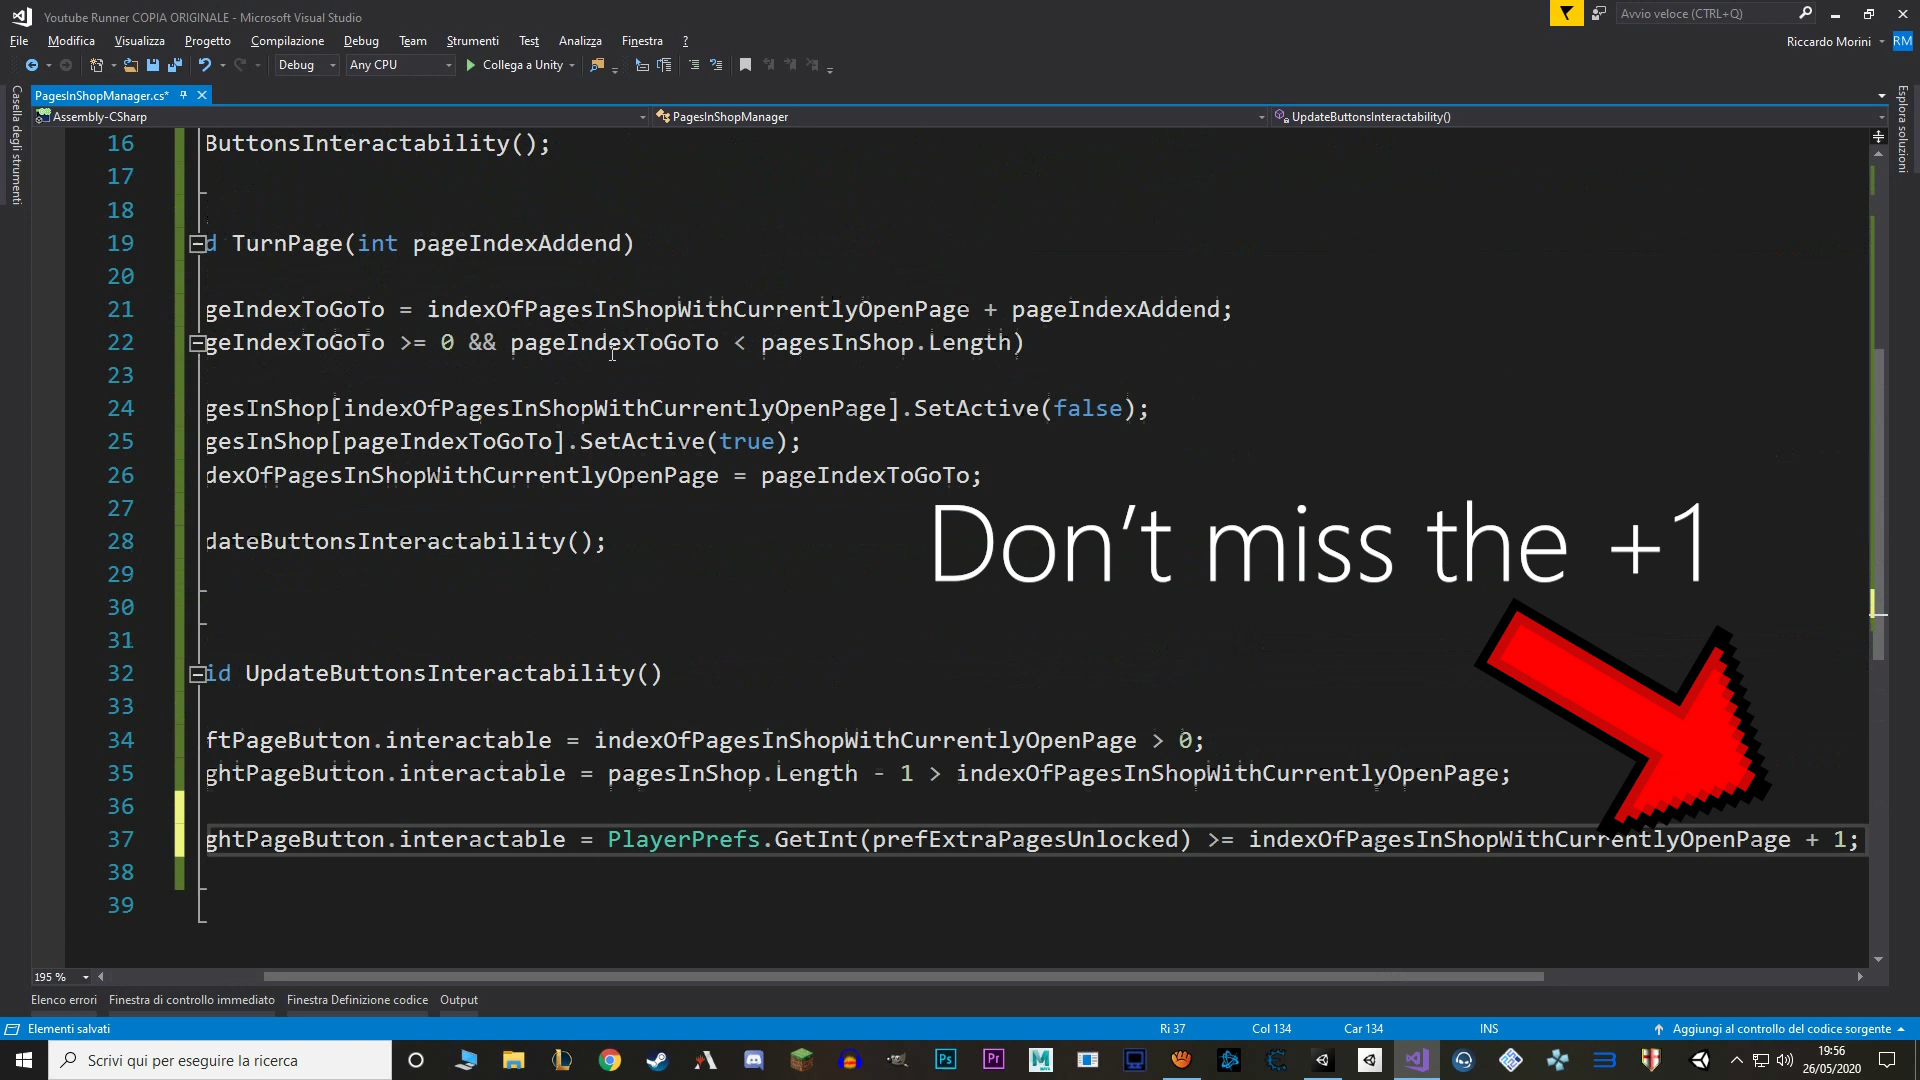 Youtube Runner COPIA ORIGINALE - Microsoft Visual Studio
Avvio veloce (CTRL+Q)
File Modifica Visualizza Progetto Compilazione Debug Team Strumenti Test Analizza Finestra ?
Riccardo Morini RM
Debug Any CPU Collega a Unity
PagesInShopManager.cs*
Assembly-CSharp PagesInShopManager UpdateButtonsInteractability()
Casella degli strumenti
Esplora soluzioni
16 ButtonsInteractability();
17
18
19 d TurnPage(int pageIndexAddend)
20
21 geIndexToGoTo = indexOfPagesInShopWithCurrentlyOpenPage + pageIndexAddend;
22 geIndexToGoTo >= 0 && pageIndexToGoTo < pagesInShop.Length)
23
24 gesInShop[indexOfPagesInShopWithCurrentlyOpenPage].SetActive(false);
25 gesInShop[pageIndexToGoTo].SetActive(true);
26 dexOfPagesInShopWithCurrentlyOpenPage = pageIndexToGoTo;
27
28 dateButtonsInteractability();
29
30
31
32 id UpdateButtonsInteractability()
33
34 ftPageButton.interactable = indexOfPagesInShopWithCurrentlyOpenPage > 0;
35 ghtPageButton.interactable = pagesInShop.Length - 1 > indexOfPagesInShopWithCurrentlyOpenPage;
36
37 ghtPageButton.interactable = PlayerPrefs.GetInt(prefExtraPagesUnlocked) >= indexOfPagesInShopWithCurrentlyOpenPage + 1;
38
39
Don't miss the +1
195 %
Elenco errori Finestra di controllo immediato Finestra Definizione codice Output
Elementi salvati Ri 37 Col 134 Car 134 INS Aggiungi al controllo del codice sorgente
Scrivi qui per eseguire la ricerca
Ps Pr M
19:56
26/05/2020